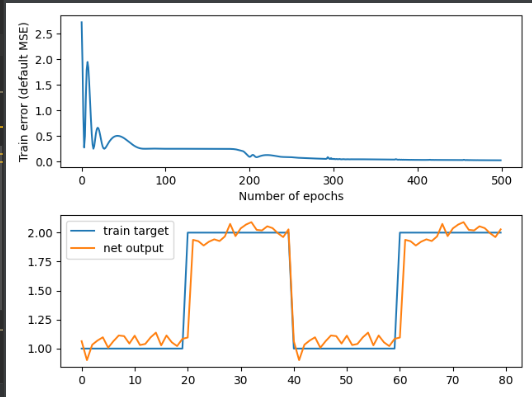 Train error (default MSE)
2.5
2.0
1.5
1.0
0.5
0.0
0 100 200 300 400 500
Number of epochs
train target
net output
2.00
1.75
1.50
1.25
1.00
0 10 20 30 40 50 60 70 80